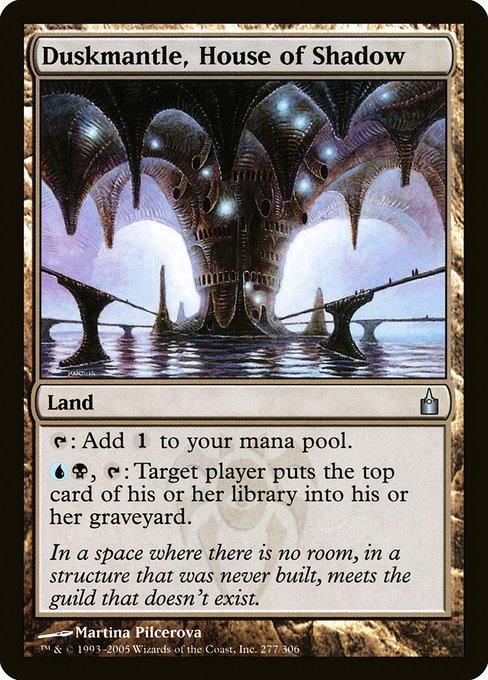 Duskmantle, House of Shadow
Land
: Add 1 to your mana pool.
, : Target player puts the top
card of his or her library into his or
her graveyard.
In a space where there is no room, in a
structure that was never built, meets the
guild that doesn't exist.
Martina Pilcerova
™ & © 1993–2005 Wizards of the Coast, Inc. 277/306